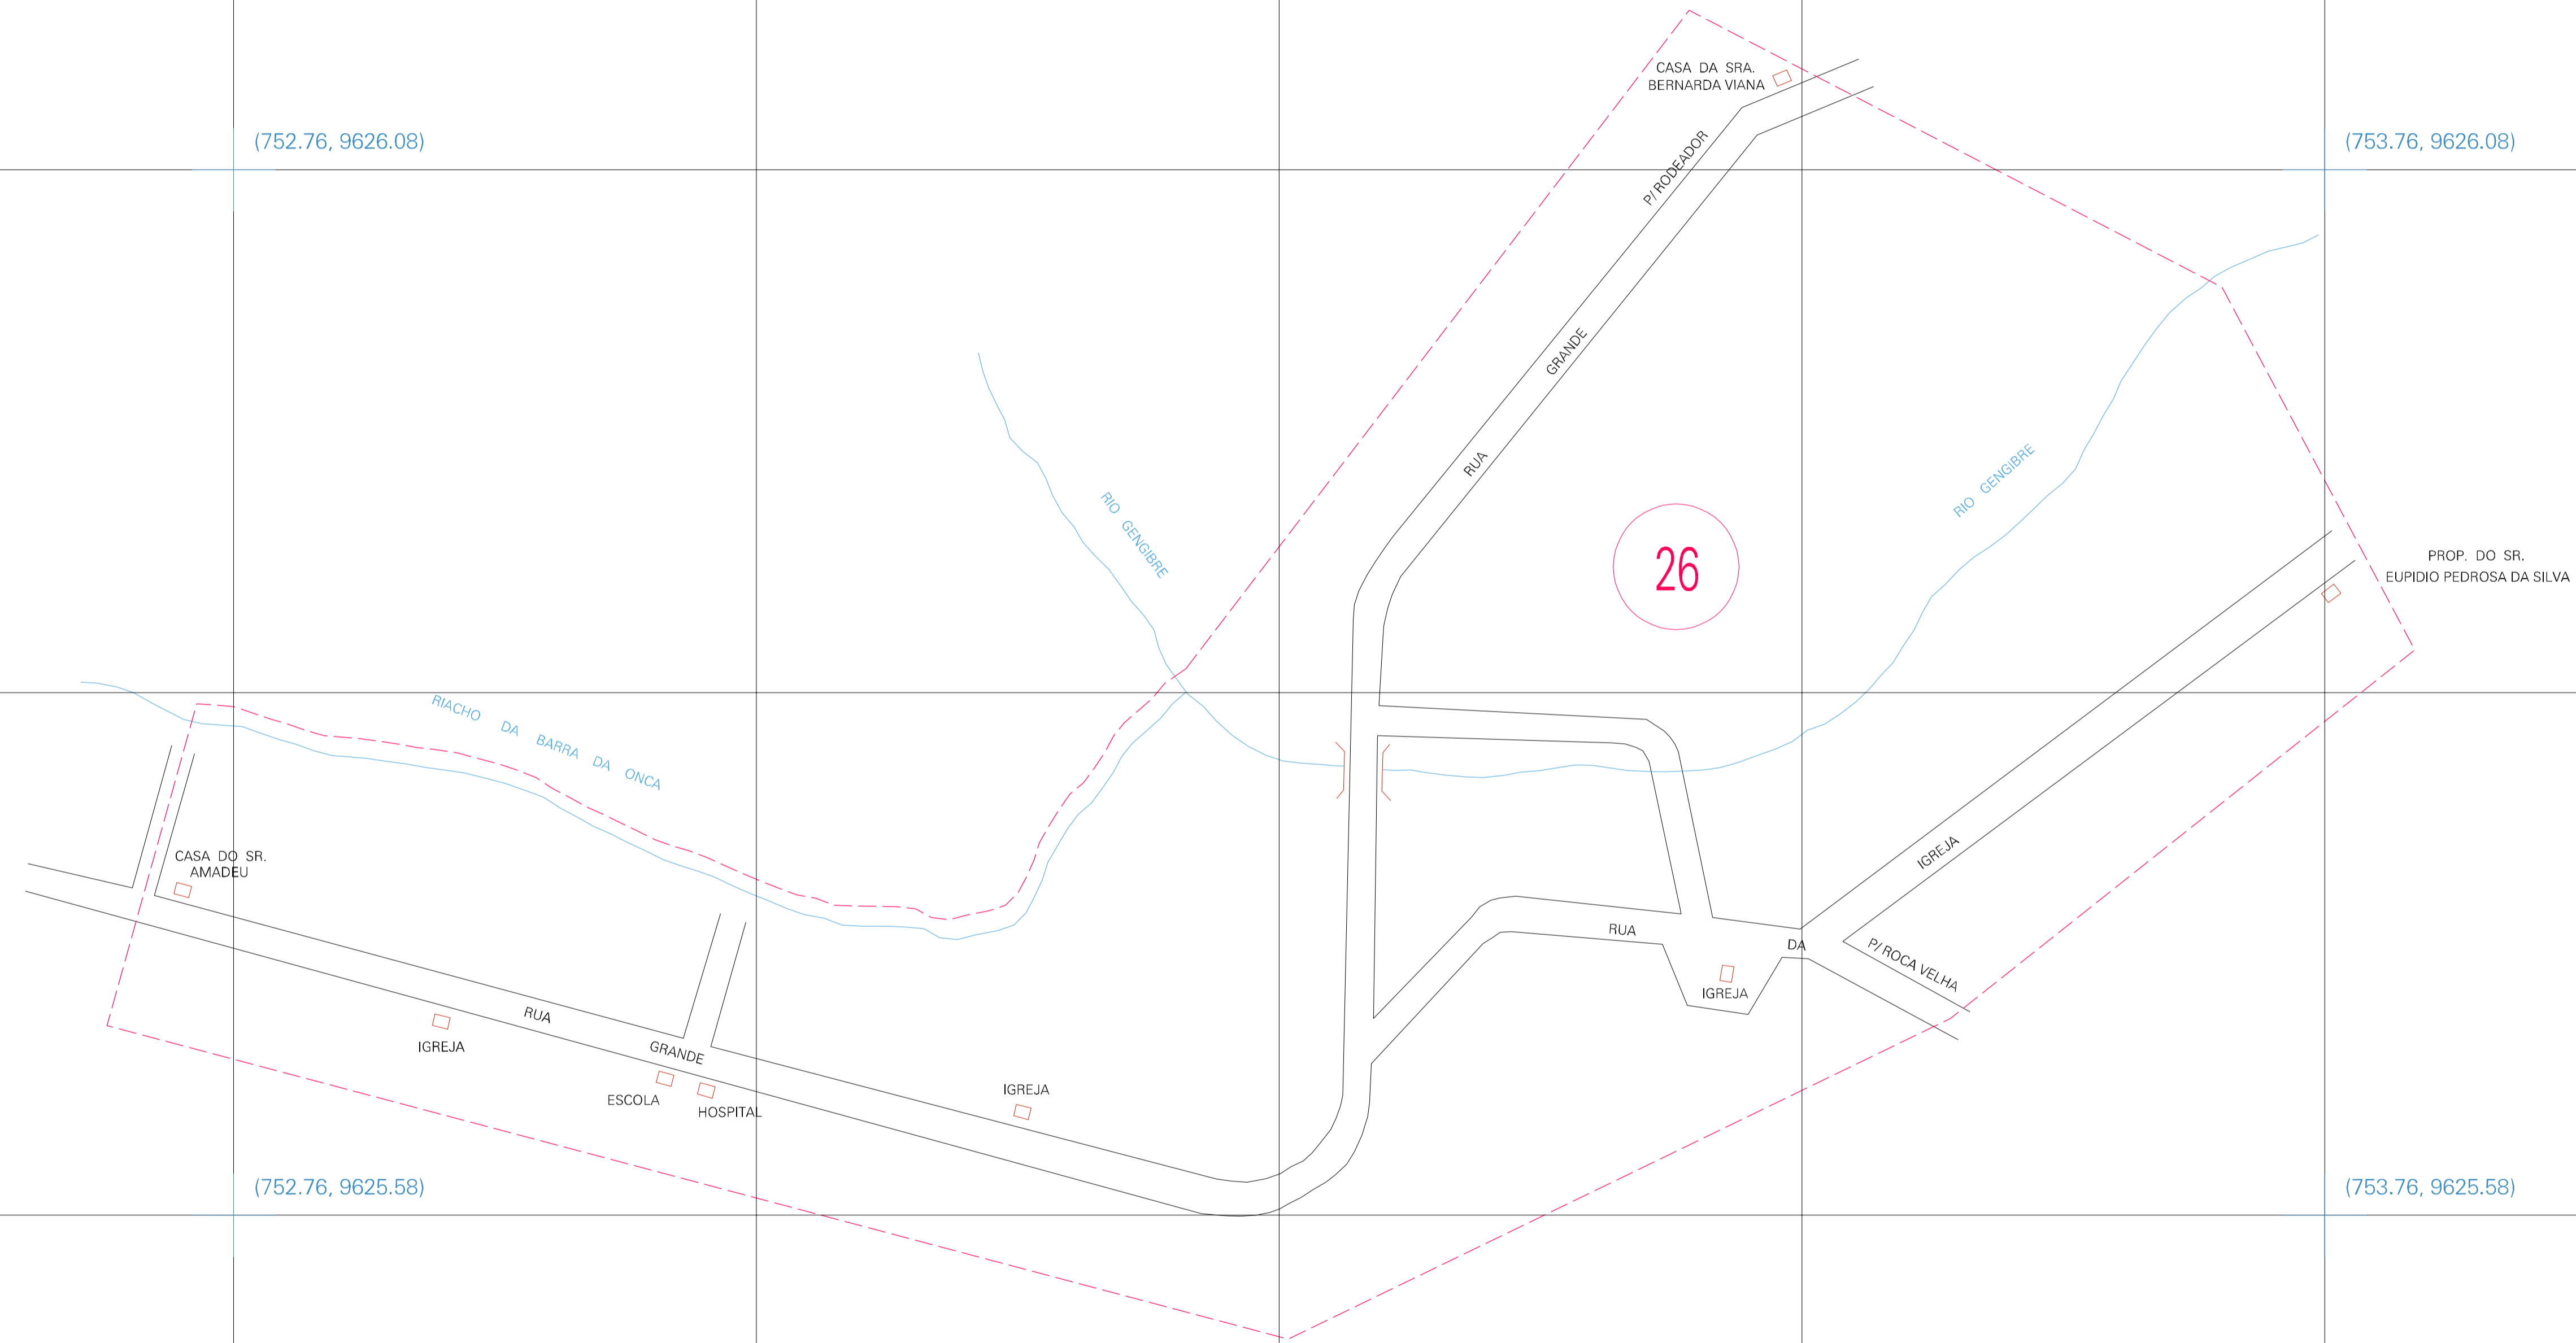 CASA DA SRA.
BERNARDA VIANA
(752.76, 9626.08)
(753.76, 9626.08)
P/ RODEADOR
GRANDE
RUA
RIO GENGIBRE
RIO GENGIBRE
26
PROP. DO SR.
EUPIDIO PEDROSA DA SILVA
RIACHO DA BARRA DA ONCA
CASA DO SR.
AMADEU
IGREJA
RUA
DA
P/ ROCA VELHA
IGREJA
RUA
GRANDE
IGREJA
ESCOLA
HOSPITAL
IGREJA
(752.76, 9625.58)
(753.76, 9625.58)